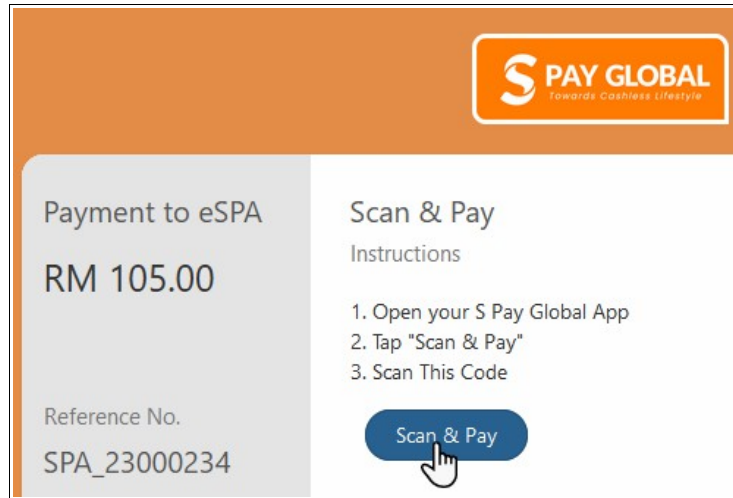 S PAY GLOBAL
Towards Cashless Lifestyle
Payment to eSPA
RM 105.00
Reference No.
SPA_23000234
Scan & Pay
Instructions
1. Open your S Pay Global App
2. Tap "Scan & Pay"
3. Scan This Code
Scan & Pay